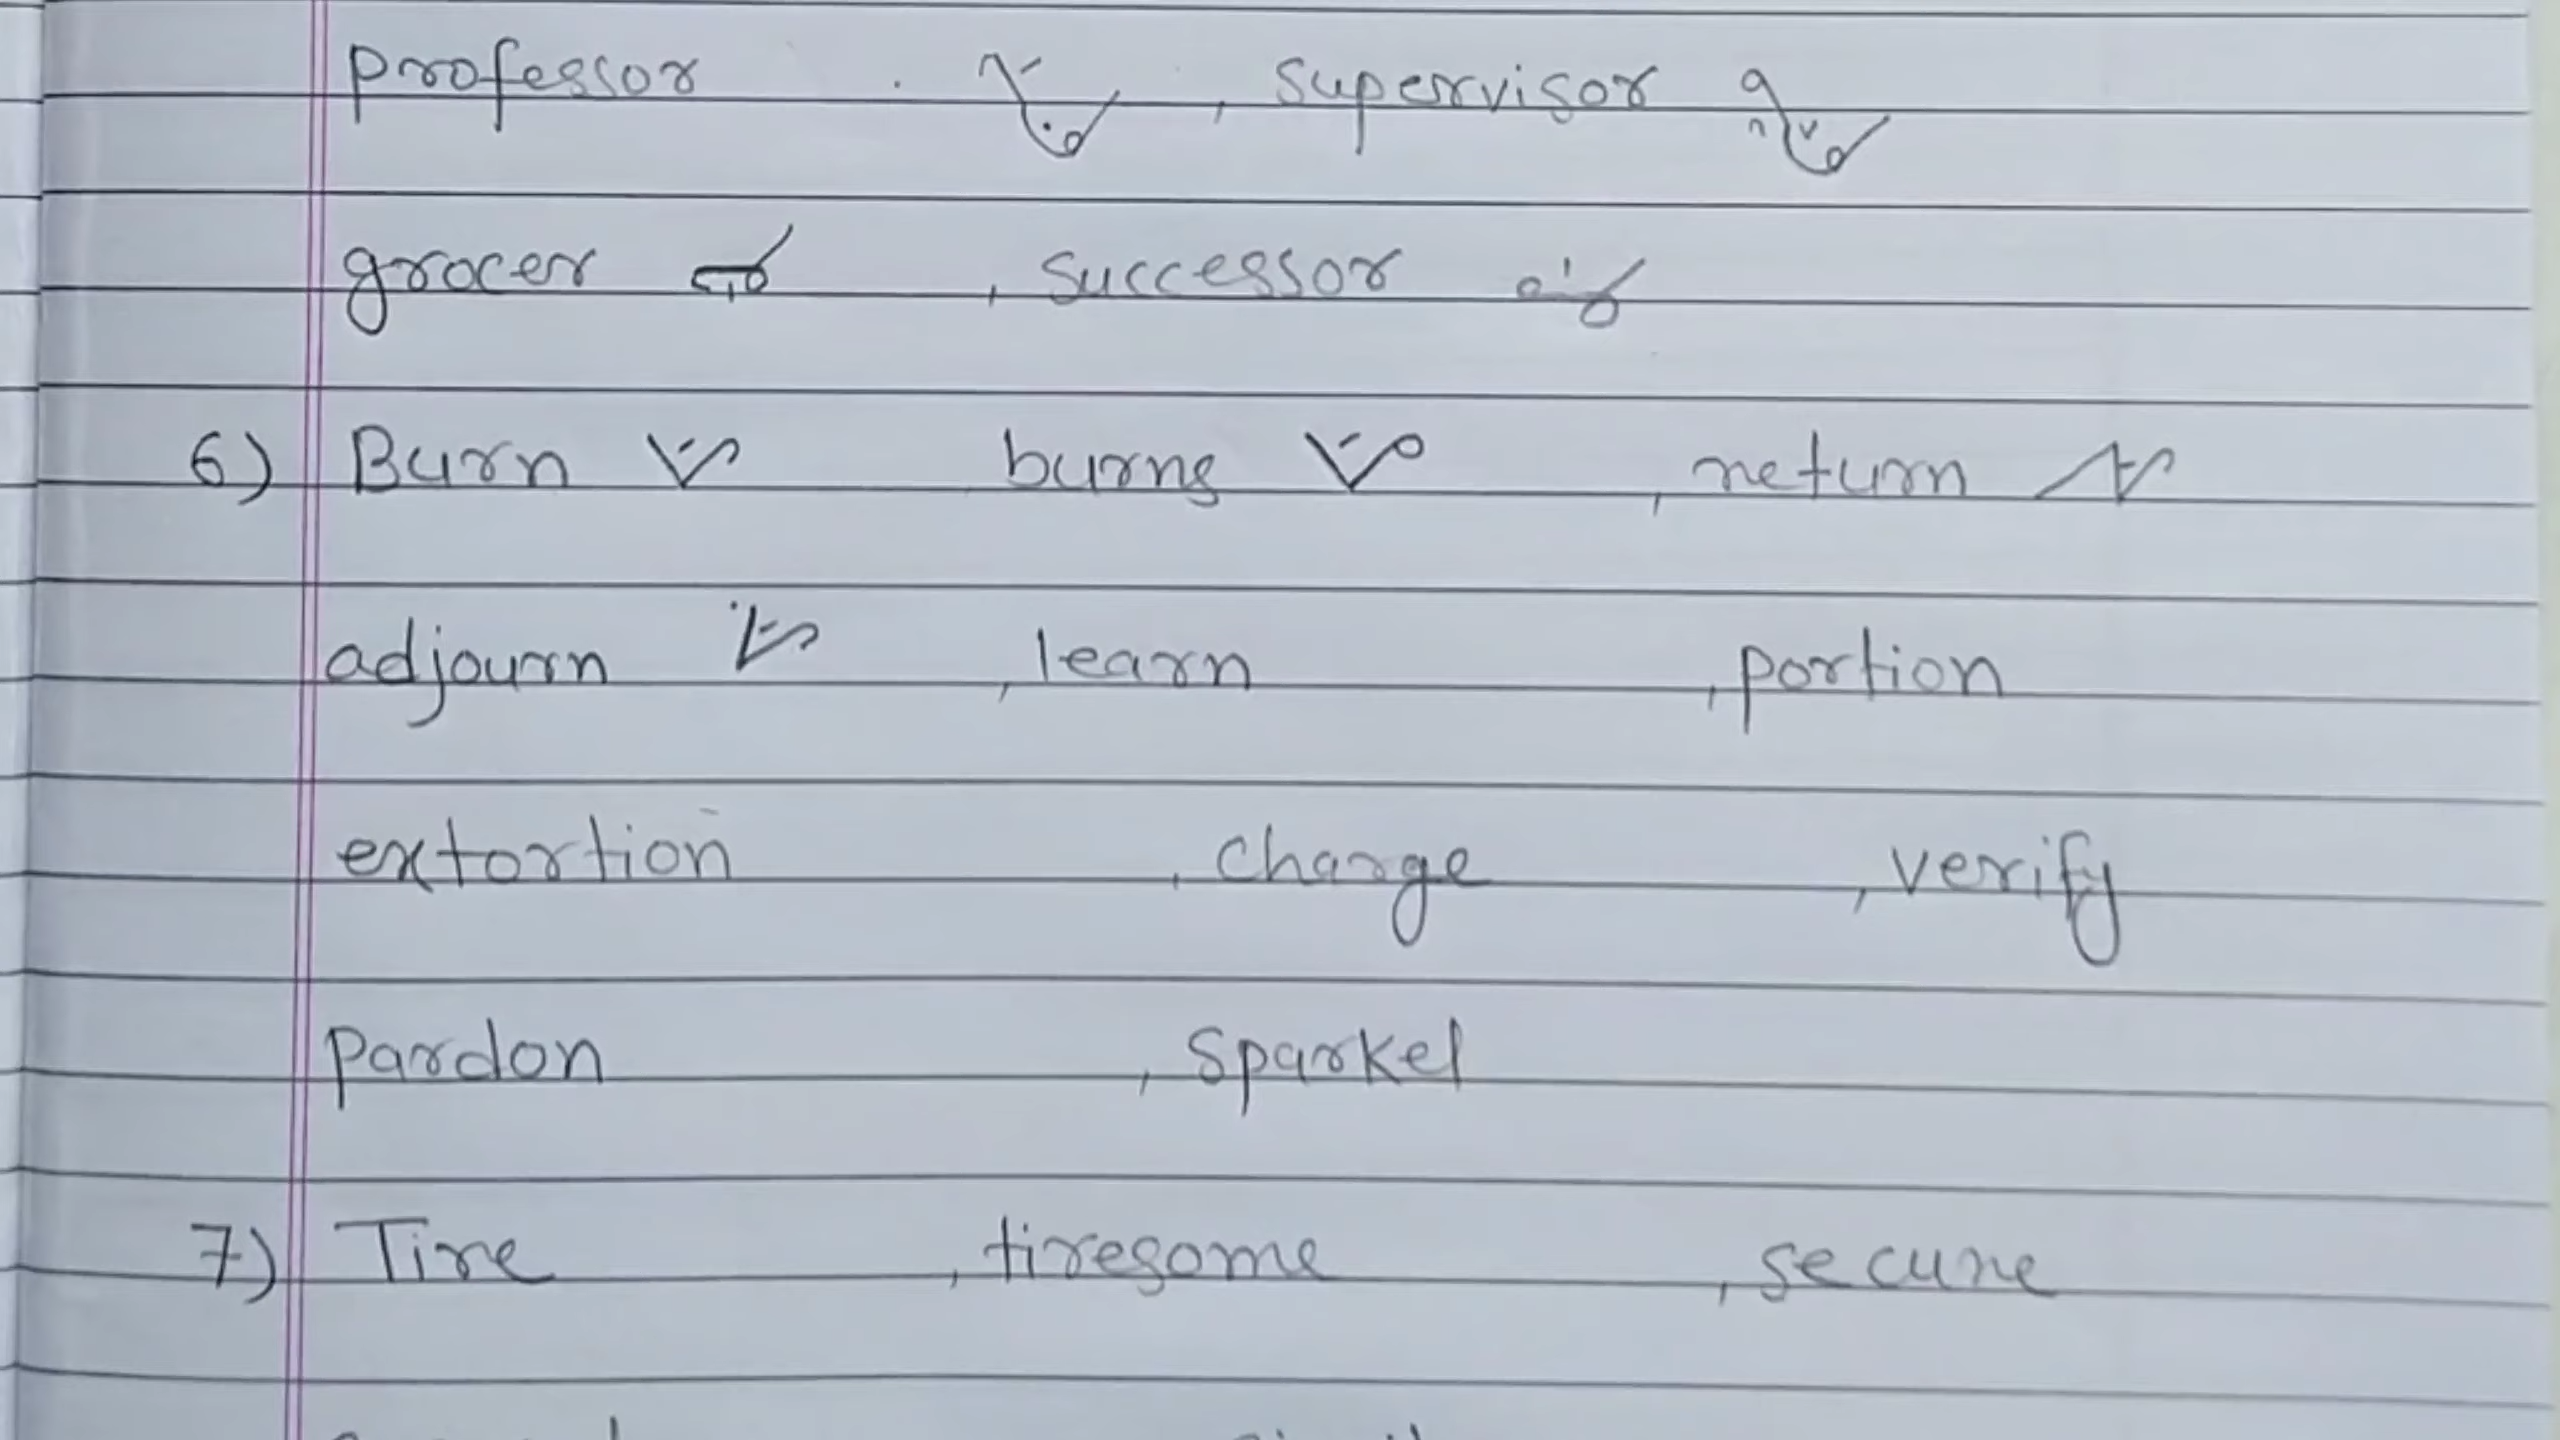 professor , supervisor
grocer , successor
6) Burn burns , return
adjourn , learn , portion
extortion , charge , verify
Pardon , Sparkel
7) Tire , tiresome , secure